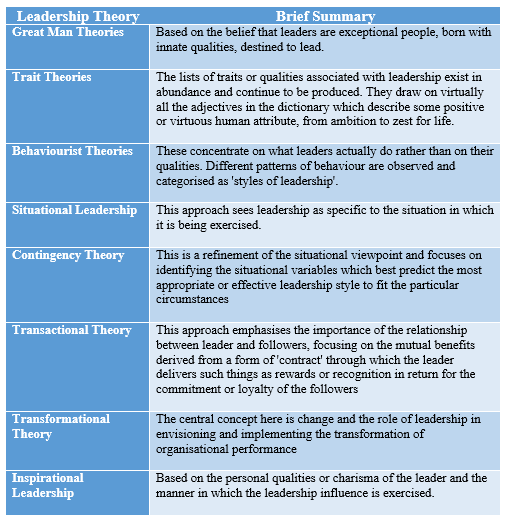 Leadership Theory Brief Summary
Great Man Theories
Based on the belief that leaders are exceptional people, born with
innate qualities, destined to lead.
Trait Theories
The lists of traits or qualities associated with leadership exist in
abundance and continue to be produced. They draw on virtually
all the adjectives in the dictionary which describe some positive
or virtuous human attribute, from ambition to zest for life.
Behaviourist Theories
These concentrate on what leaders actually do rather than on their
qualities. Different patterns of behaviour are observed and
categorised as 'styles of leadership'.
Situational Leadership
This approach sees leadership as specific to the situation in which
it is being exercised.
Contingency Theory
This is a refinement of the situational viewpoint and focuses on
identifying the situational variables which best predict the most
appropriate or effective leadership style to fit the particular
circumstances
Transactional Theory
This approach emphasises the importance of the relationship
between leader and followers, focusing on the mutual benefits
derived from a form of 'contract' through which the leader
delivers such things as rewards or recognition in return for the
commitment or loyalty of the followers
Transformational
Theory
The central concept here is change and the role of leadership in
envisioning and implementing the transformation of
organisational performance
Inspirational
Leadership
Based on the personal qualities or charisma of the leader and the
manner in which the leadership influence is exercised.